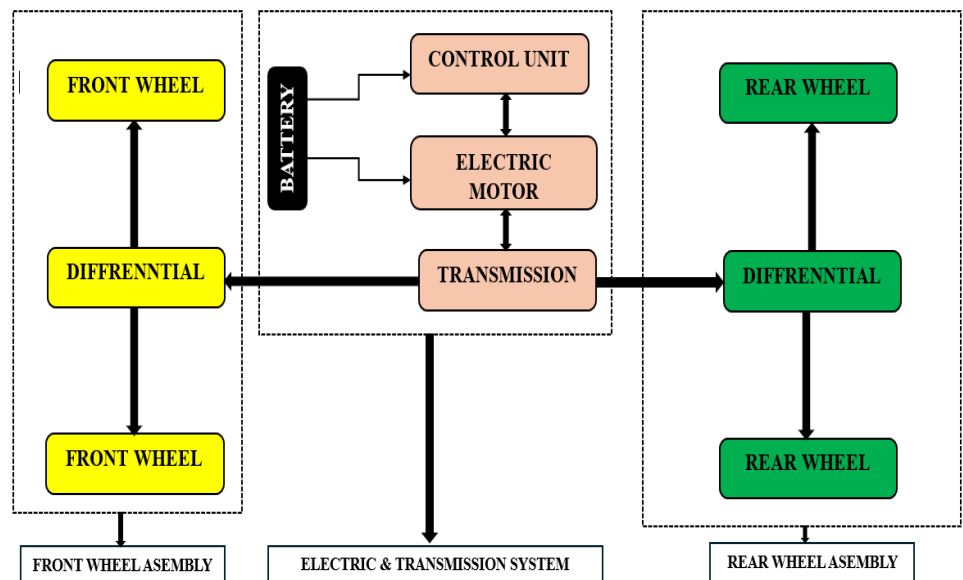 FRONT WHEEL
DIFFRENNTIAL
FRONT WHEEL
FRONT WHEEL ASEMBLY
BATTERY
CONTROL UNIT
ELECTRIC
MOTOR
TRANSMISSION
ELECTRIC & TRANSMISSION SYSTEM
REAR WHEEL
DIFFRENNTIAL
REAR WHEEL
REAR WHEEL ASEMBLY